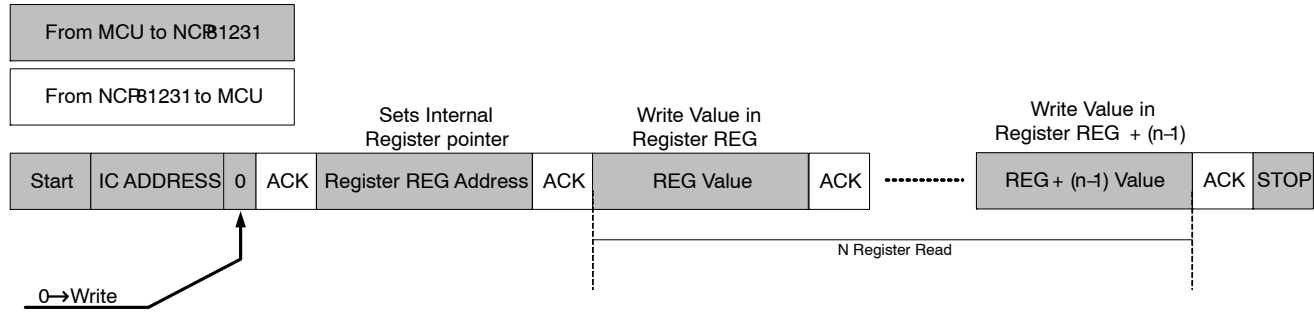 From MCU to NCP81231
From NCP81231 to MCU
Sets Internal
Register pointer
Write Value in
Register REG
Write Value in
Register REG + (n–1)
Start IC ADDRESS 0 ACK Register REG Address ACK REG Value ACK REG + (n–1) Value ACK STOP
N Register Read
0→Write